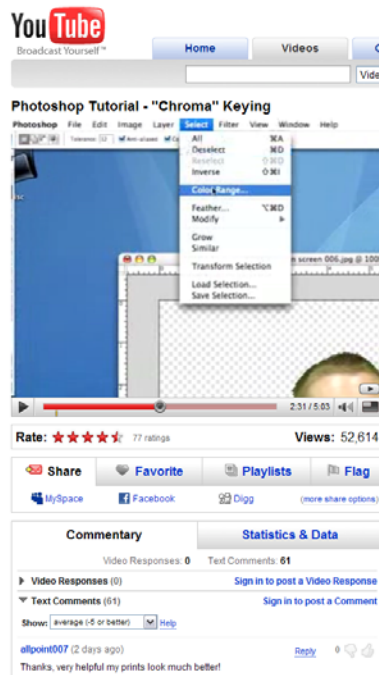 YouTube
Broadcast Yourself™
Home Videos
Photoshop Tutorial - "Chroma" Keying
Photoshop File Edit Image Layer Select Filter View Window Help
All ⌘A
Deselect ⌘D
Reselect ⇧⌘D
Inverse ⇧⌘I
Color Range...
Feather... ⌥⌘D
Modify
Grow
Similar
Transform Selection
Load Selection...
Save Selection...
screen 006.jpg @ 100%
2:31 / 5:03
Rate: 77 ratings Views: 52,614
Share Favorite Playlists Flag
MySpace Facebook Digg (more share options)
Commentary Statistics & Data
Video Responses: 0 Text Comments: 61
Video Responses (0) Sign in to post a Video Response
Text Comments (61) Sign in to post a Comment
Show: average (-5 or better) Help
allpoint007 (2 days ago) Reply 0
Thanks, very helpful my prints look much better!